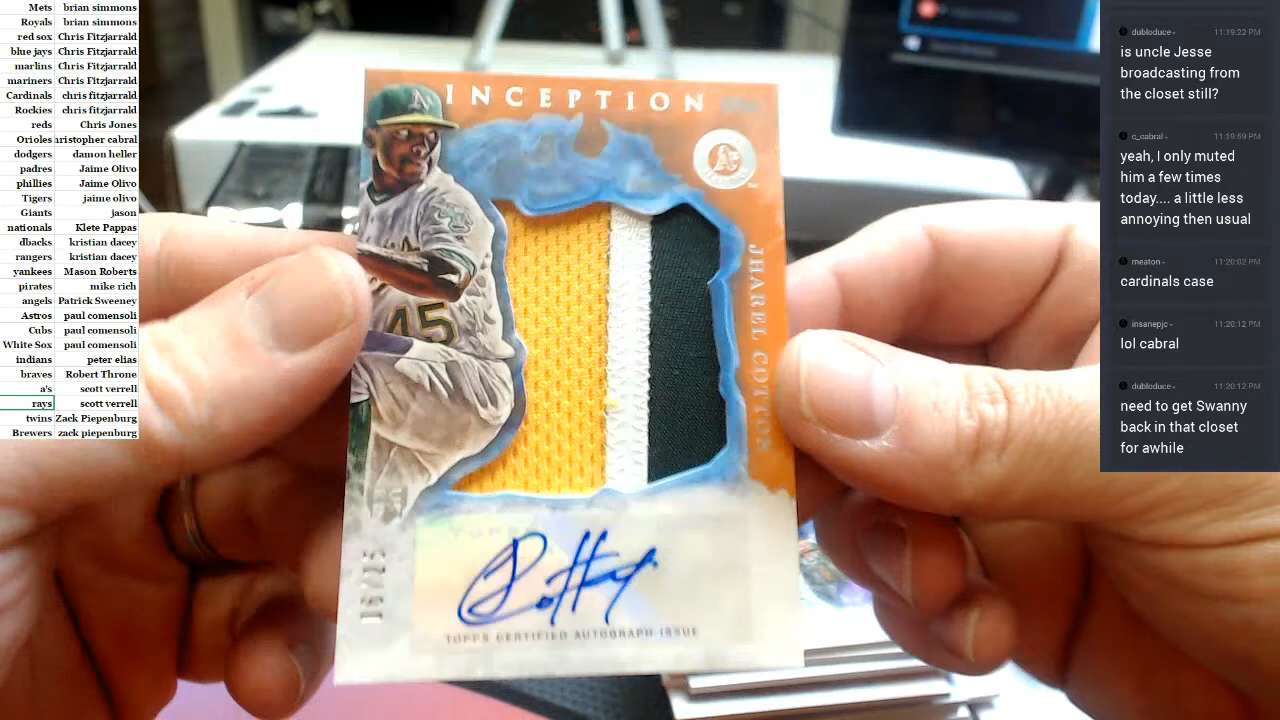 Mets brian simmons
Royals brian simmons
red sox Chris Fitzjarrald
blue jays Chris Fitzjarrald
marlins Chris Fitzjarrald
mariners Chris Fitzjarrald
Cardinals chris fitzjarrald
Rockies chris fitzjarrald
reds Chris Jones
Orioles hristopher cabral
dodgers damon heller
padres Jaime Olivo
phillies Jaime Olivo
Tigers jaime olivo
Giants jason
nationals Klete Pappas
dbacks kristian dacey
rangers kristian dacey
yankees Mason Roberts
pirates mike rich
angels Patrick Sweeney
Astros paul comensoli
Cubs paul comensoli
White Sox paul comensoli
indians peter elias
braves Robert Throne
a's scott verrell
rays scott verrell
twins Zack Piepenburg
Brewers zack piepenburg
INCEPTION
A's
JHAREL COTTON
45
16/25
TOPPS CERTIFIED AUTOGRAPH ISSUE
dubloduce 11:19:22 PM
is uncle Jesse
broadcasting from
the closet still?
c_cabral 11:19:59 PM
yeah, I only muted
him a few times
today.... a little less
annoying then usual
meaton 11:20:02 PM
cardinals case
insanepjc 11:20:12 PM
lol cabral
dubloduce 11:20:12 PM
need to get Swanny
back in that closet
for awhile